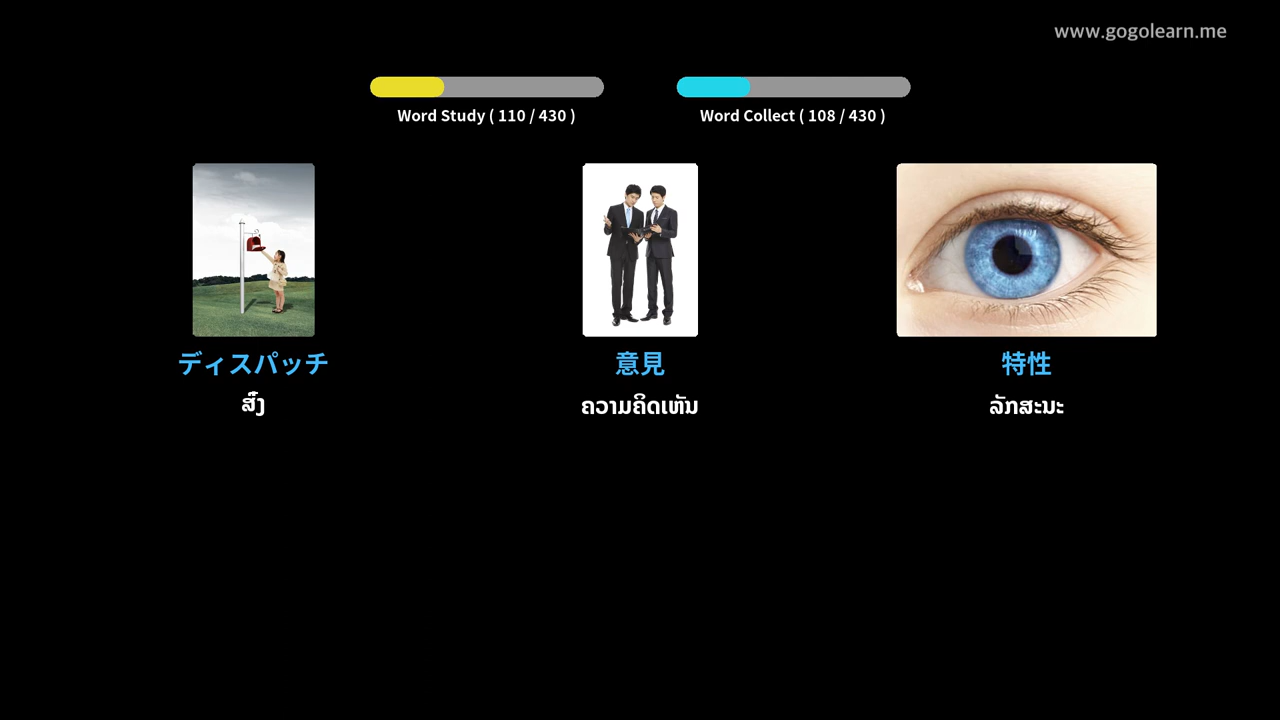 www.gogolearn.me
Word Study ( 110 / 430 )
Word Collect ( 108 / 430 )
ディスパッチ
意見
特性
ສົ່ງ
ຄວາມຄິດເຫັນ
ລັກສະນະ